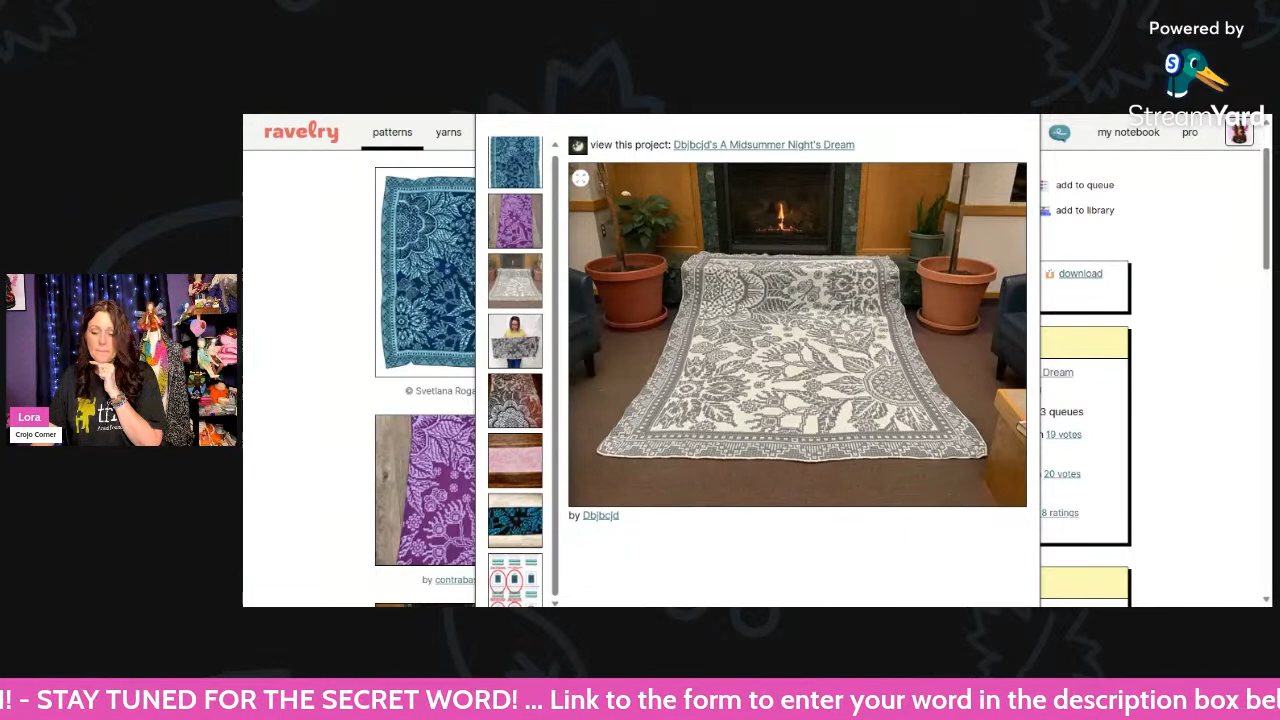 Powered by
StreamYard
ravelry
patterns
yarns
my notebook
pro
view this project: Dbjbcjd's A Midsummer Night's Dream
add to queue
add to library
download
© Svetlana Roga
Dream
3 queues
19 votes
20 votes
8 ratings
by Dbjbcjd
by contrabas
Lora
Crojo Corner
! - STAY TUNED FOR THE SECRET WORD! ... Link to the form to enter your word in the description box be